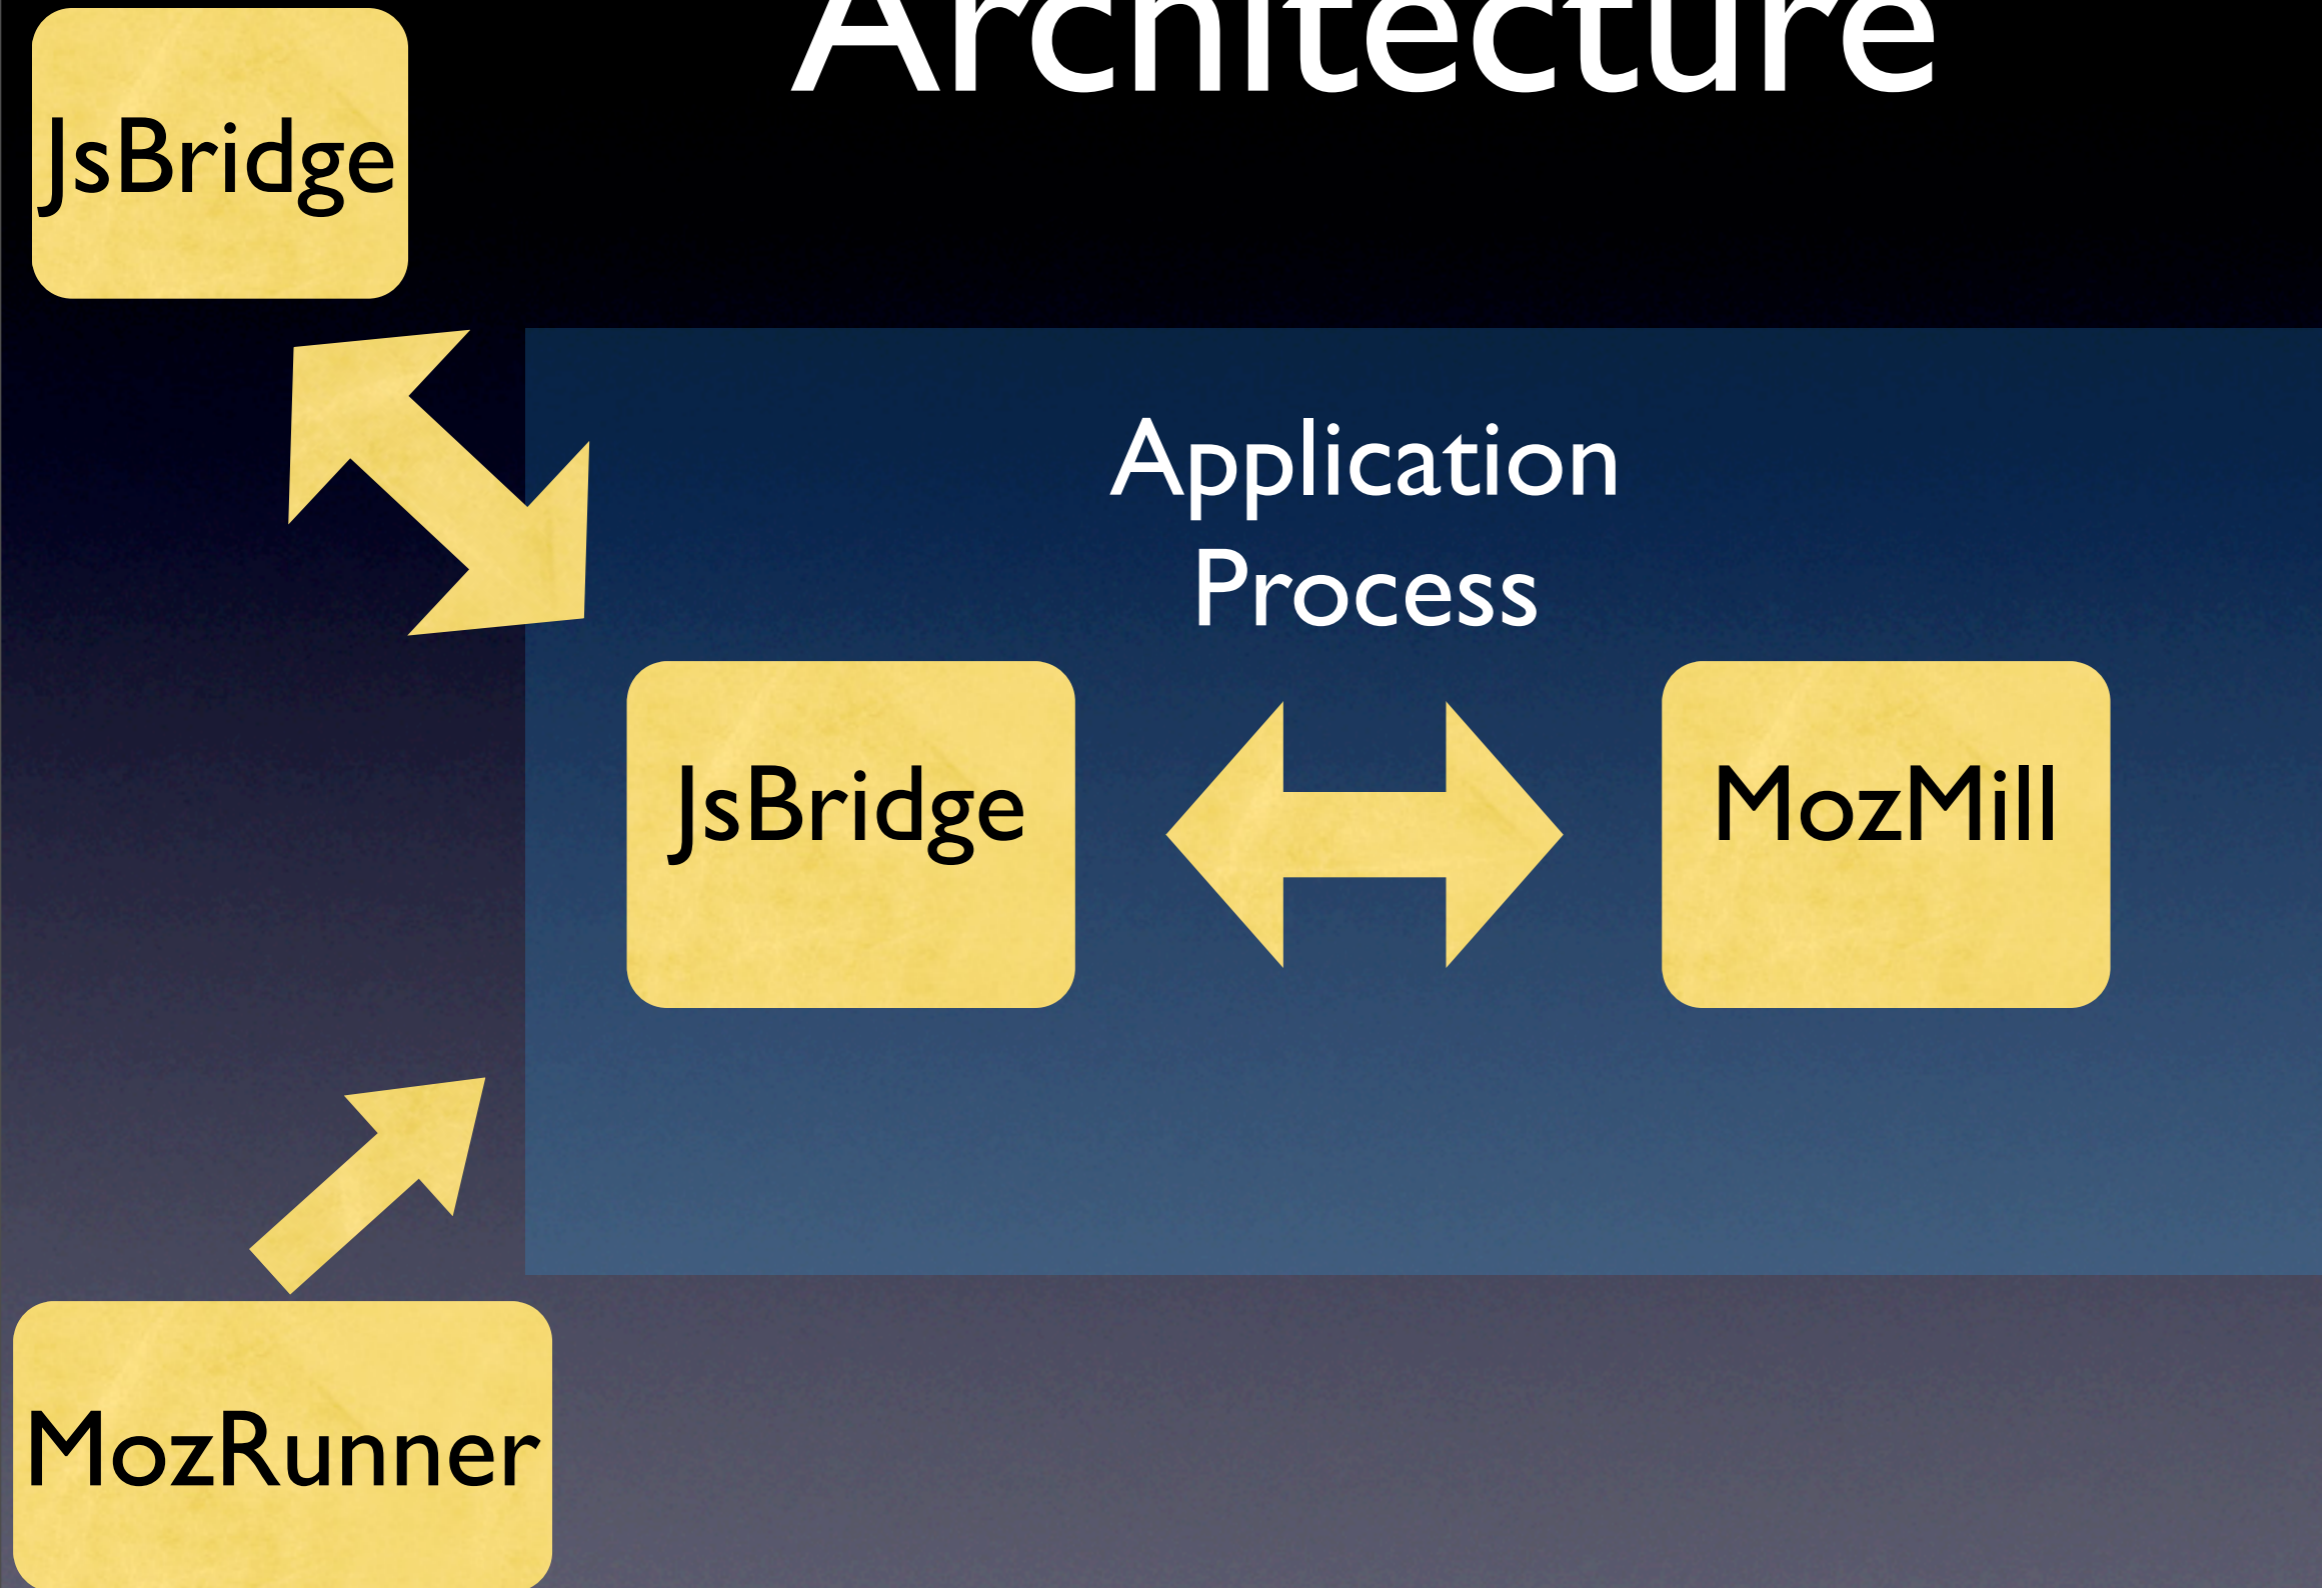 Architecture
JsBridge
Application
Process
JsBridge
MozMill
MozRunner